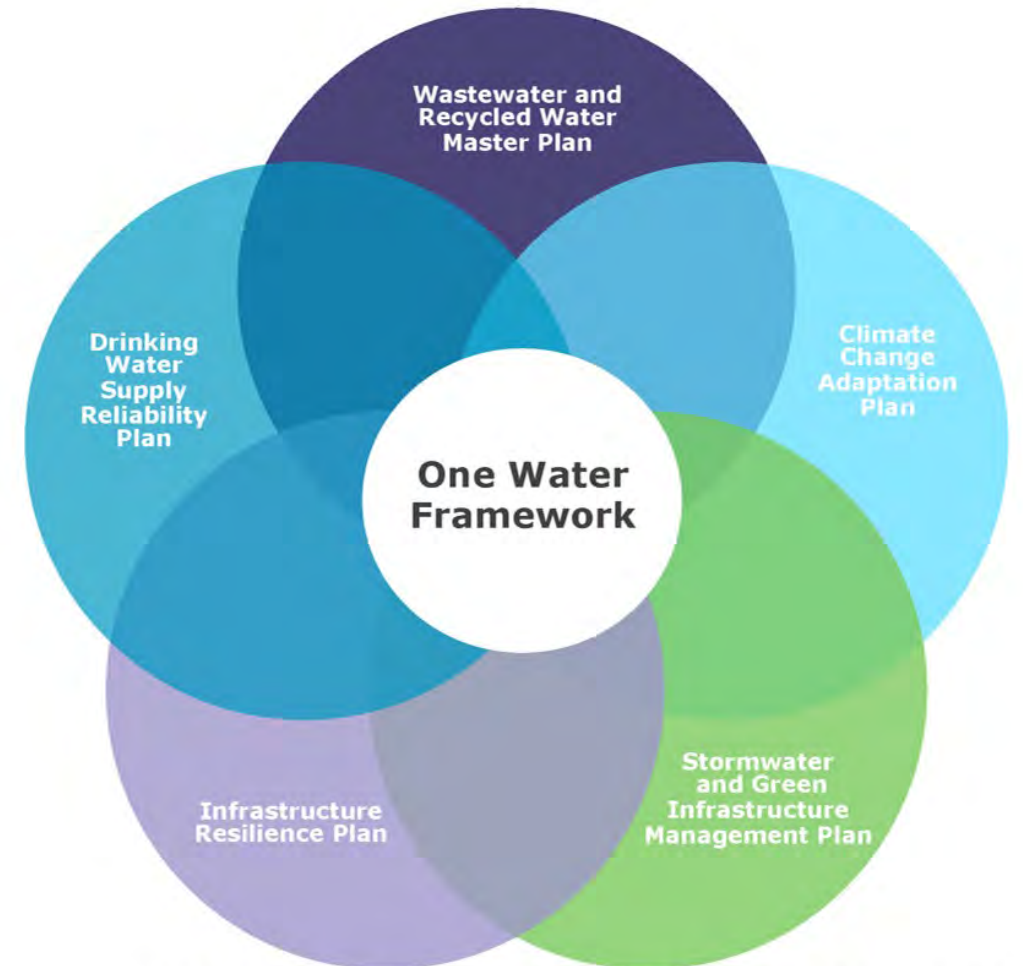 Wastewater and
Recycled Water
Master Plan
Drinking
Water
Supply
Reliability
Plan
Climate
Change
Adaptation
Plan
One Water
Framework
Infrastructure
Resilience Plan
Stormwater
and Green
Infrastructure
Management Plan